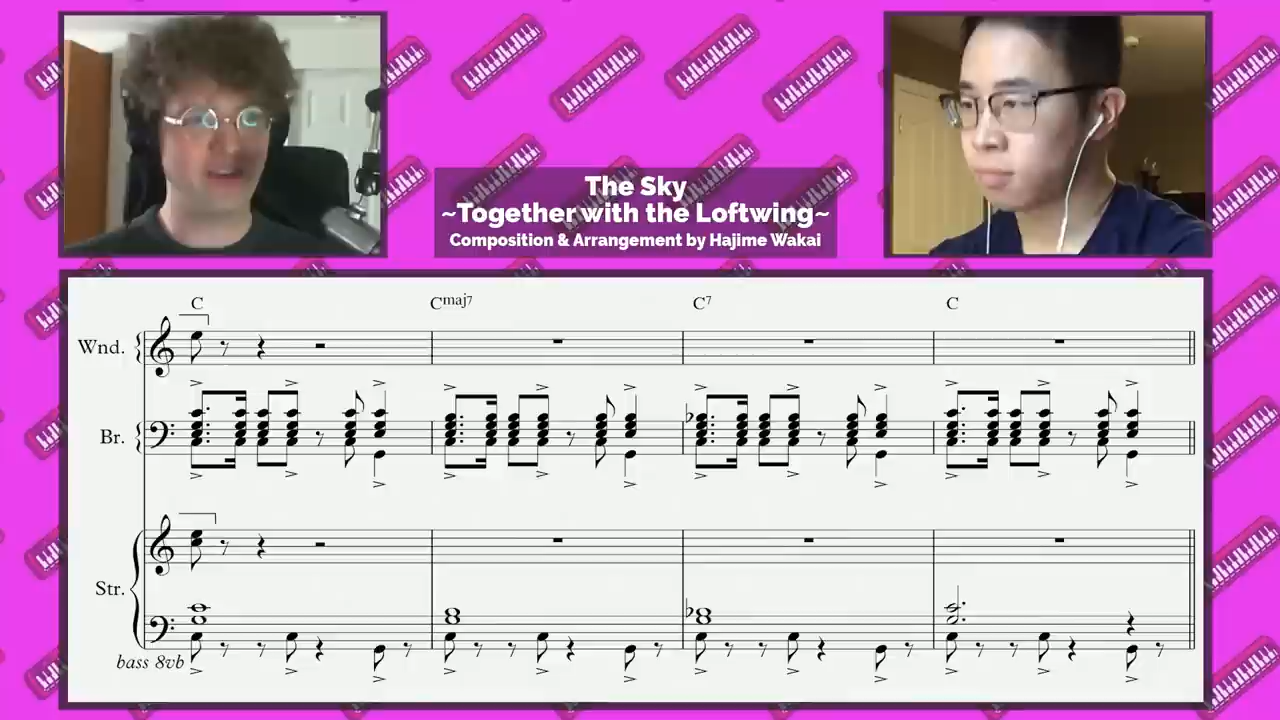 The Sky
~Together with the Loftwing~
Composition & Arrangement by Hajime Wakai
C Cmaj7 C7 C
Wnd.
Br.
Str.
bass 8vb